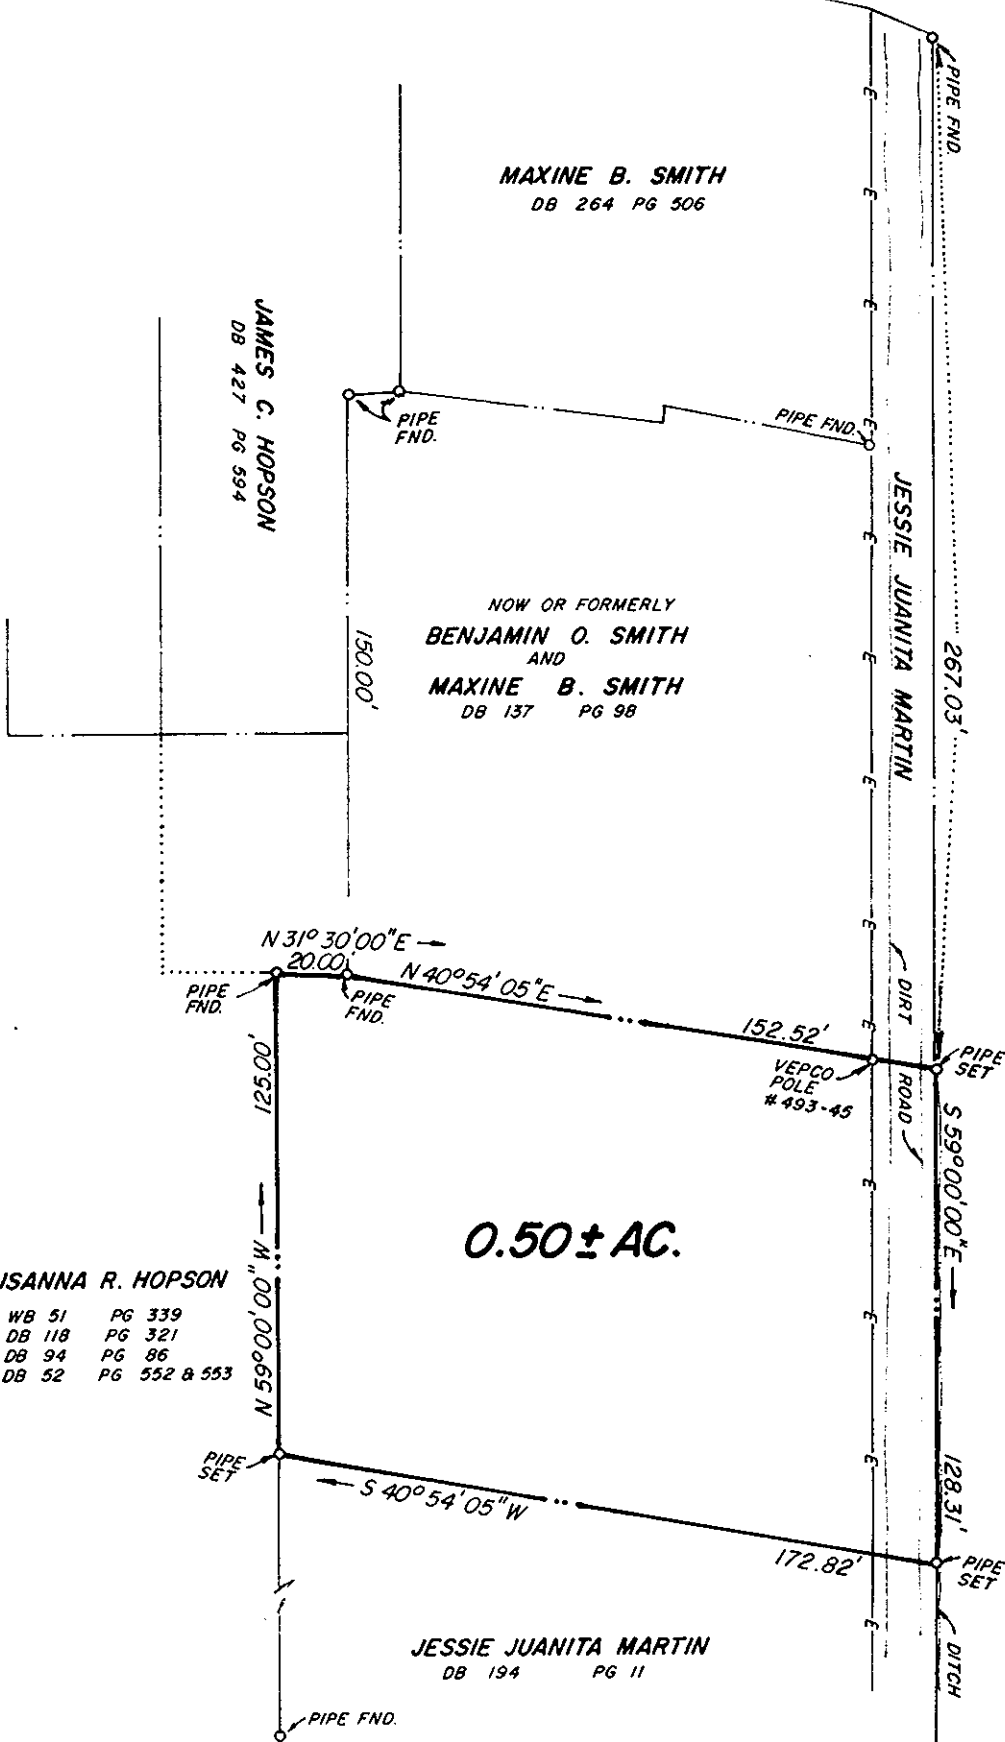 PIPE FND.
MAXINE B. SMITH
DB 264 PG 506
JAMES C. HOPSON
DB 427 PG 594
PIPE
FND.
PIPE FND.
JESSIE JUANITA MARTIN
267.03'
NOW OR FORMERLY
BENJAMIN O. SMITH
AND
MAXINE B. SMITH
DB 137 PG 98
150.00'
E
E
E
E
E
E
E
E
E
E
E
E
E
N 31° 30' 00" E
20.00'
N 40° 54' 05" E
152.52'
PIPE
FND.
PIPE
FND.
DIRT ROAD
VEPCO
POLE
# 493-45
PIPE
SET
S 59° 00' 00" E
128.31'
125.00'
N 59° 00' 00" W
0.50 ± AC.
ISANNA R. HOPSON
WB 51 PG 339
DB 118 PG 321
DB 94 PG 86
DB 52 PG 552 & 553
PIPE
SET
S 40° 54' 05" W
172.82'
PIPE
SET
DITCH
JESSIE JUANITA MARTIN
DB 194 PG 11
PIPE FND.